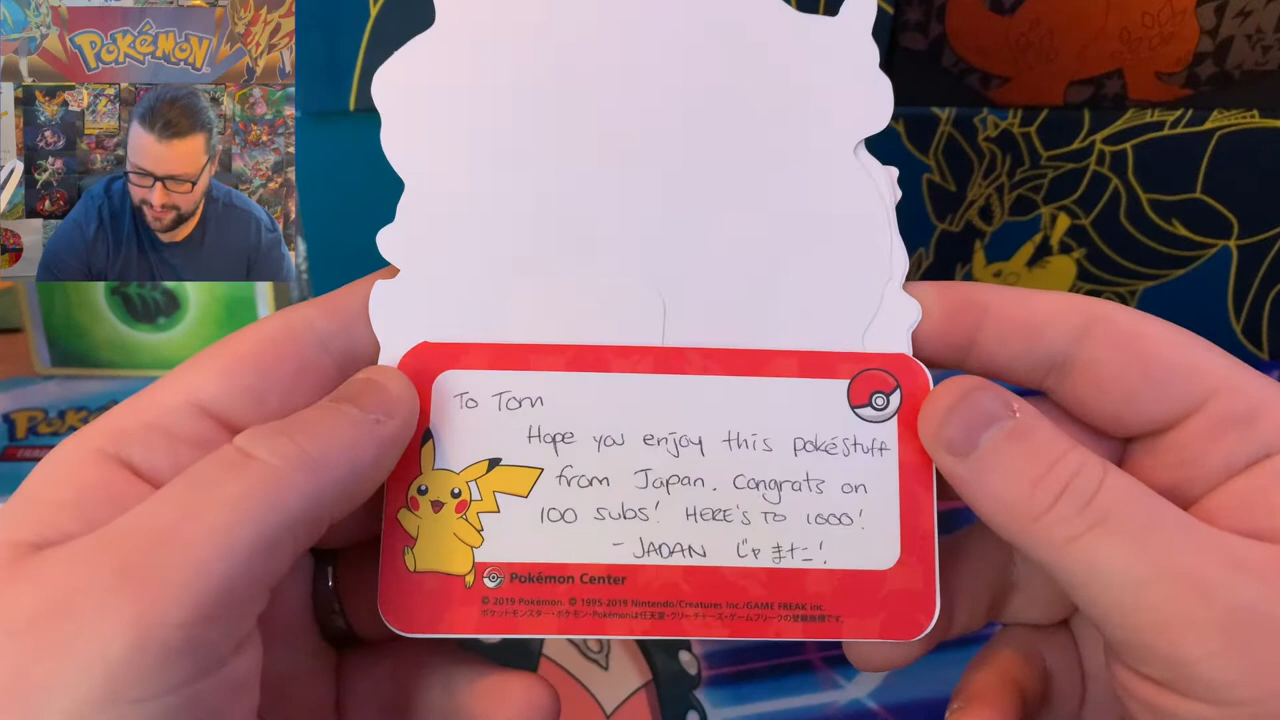 POKÉMON
Poké
To Tom
Hope you enjoy this pokéstuff
from Japan. Congrats on
100 subs! HERE'S TO 1000!
- JADAN じゃまた!
Pokémon Center
© 2019 Pokémon. © 1995-2019 Nintendo/Creatures Inc./GAME FREAK inc.
ポケットモンスター・ポケモン・Pokémonは任天堂・クリーチャーズ・ゲームフリークの登録商標です。